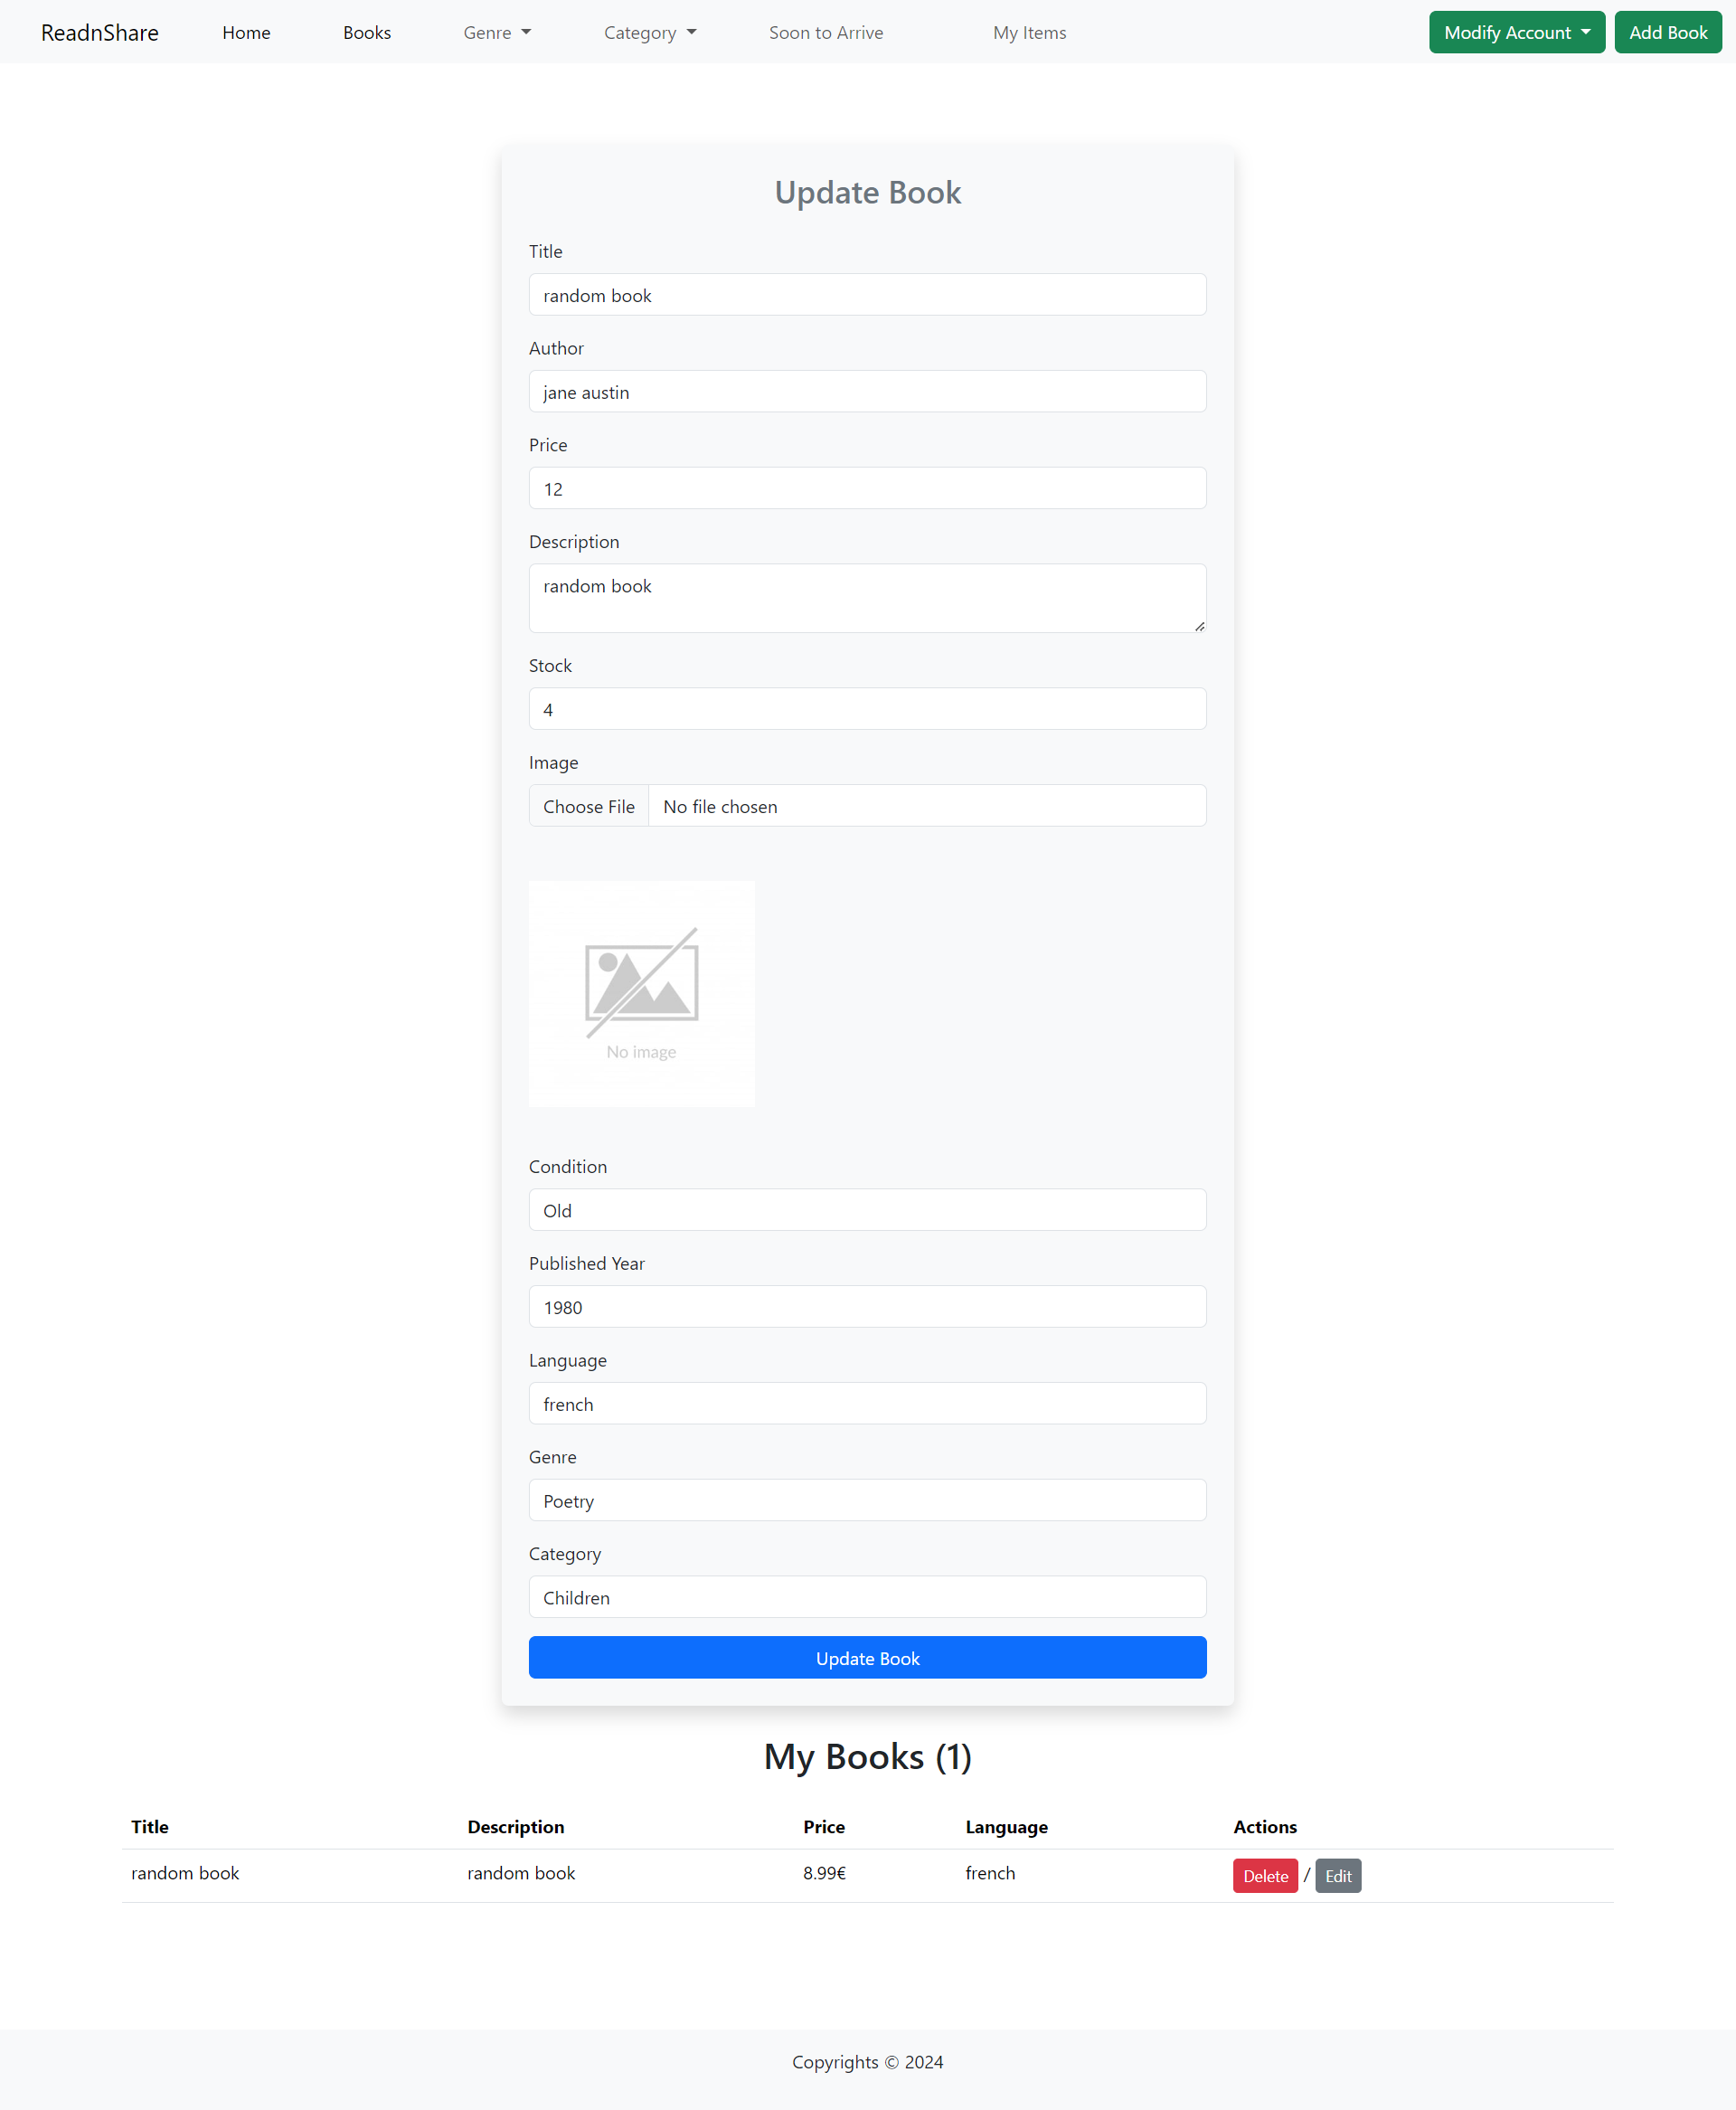 ReadnShare Home Books Genre Category Soon to Arrive My Items Modify Account Add Book
Update Book
Title
random book
Author
jane austin
Price
12
Description
random book
Stock
4
Image
Choose File No file chosen
No image
Condition
Old
Published Year
1980
Language
french
Genre
Poetry
Category
Children
Update Book
My Books (1)
Title Description Price Language Actions
random book random book 8.99€ french Delete / Edit
Copyrights © 2024